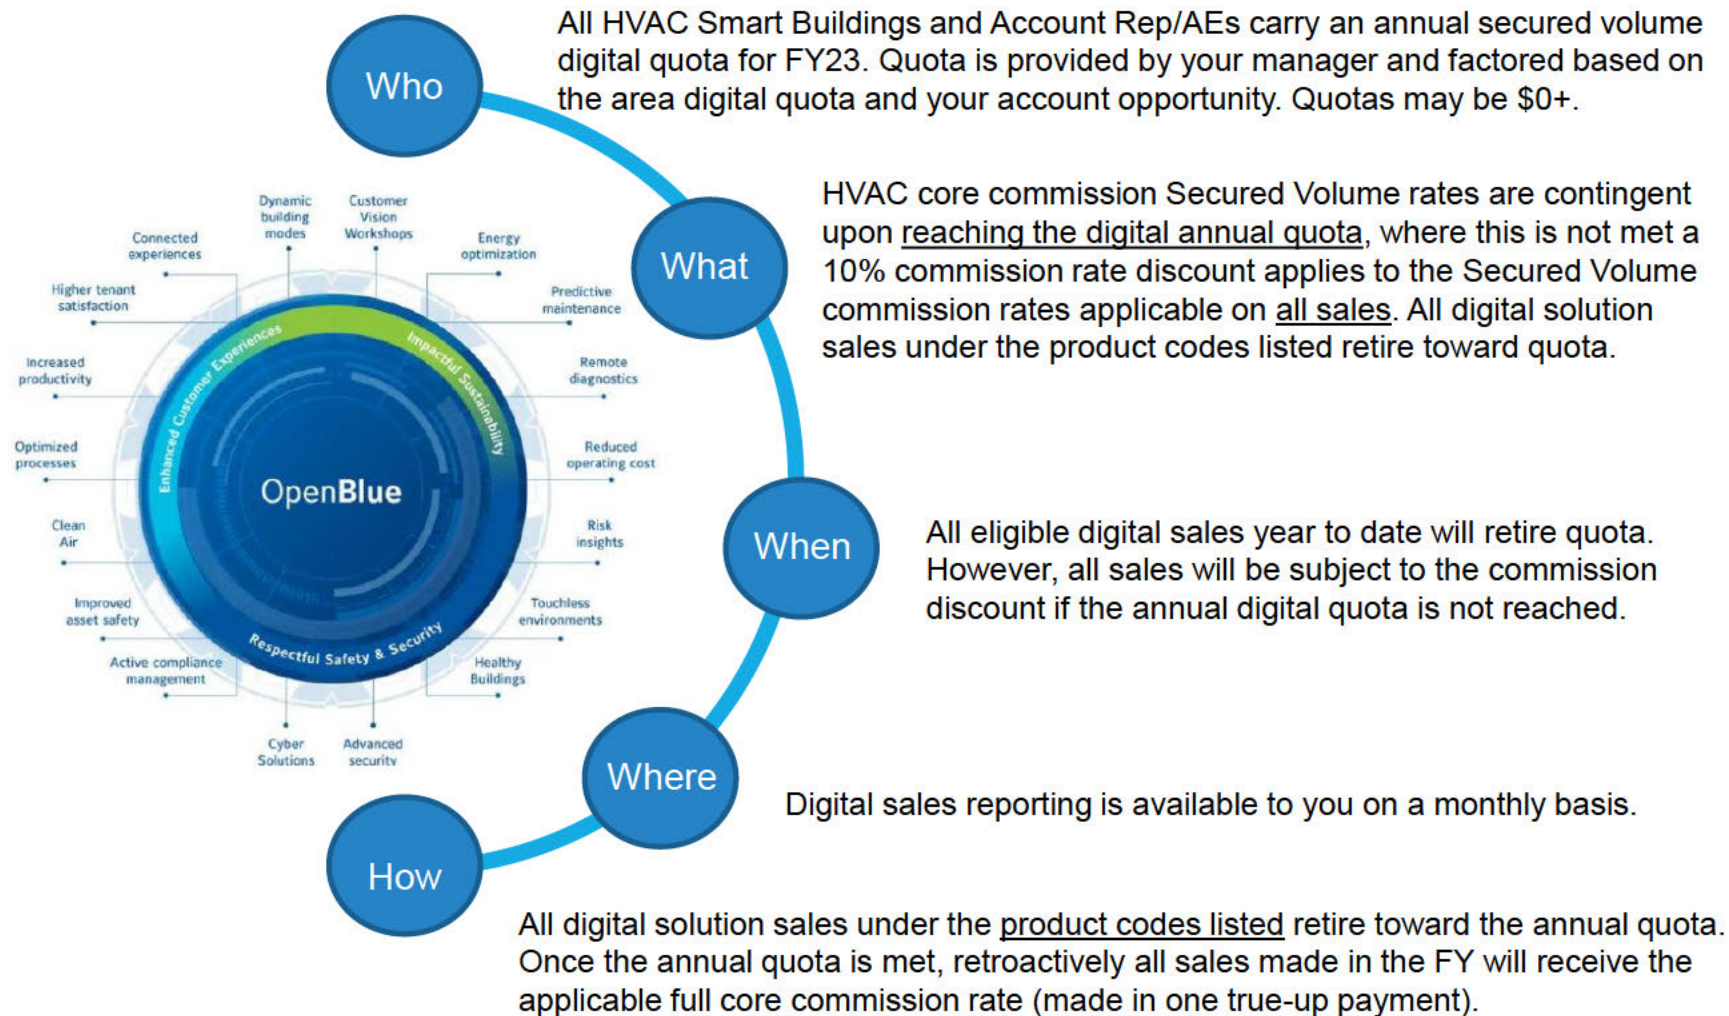 Who
All HVAC Smart Buildings and Account Rep/AEs carry an annual secured volume
digital quota for FY23. Quota is provided by your manager and factored based on
the area digital quota and your account opportunity. Quotas may be $0+.
What
HVAC core commission Secured Volume rates are contingent
upon reaching the digital annual quota, where this is not met a
10% commission rate discount applies to the Secured Volume
commission rates applicable on all sales. All digital solution
sales under the product codes listed retire toward quota.
When
All eligible digital sales year to date will retire quota.
However, all sales will be subject to the commission
discount if the annual digital quota is not reached.
Where
Digital sales reporting is available to you on a monthly basis.
How
All digital solution sales under the product codes listed retire toward the annual quota.
Once the annual quota is met, retroactively all sales made in the FY will receive the
applicable full core commission rate (made in one true-up payment).
OpenBlue
Enhanced Customer Experiences
Impactful Sustainability
Respectful Safety & Security
Dynamic
building
modes
Customer
Vision
Workshops
Energy
optimization
Predictive
maintenance
Remote
diagnostics
Reduced
operating cost
Risk
insights
Touchless
environments
Healthy
Buildings
Advanced
security
Cyber
Solutions
Active compliance
management
Improved
asset safety
Clean
Air
Optimized
processes
Increased
productivity
Higher tenant
satisfaction
Connected
experiences